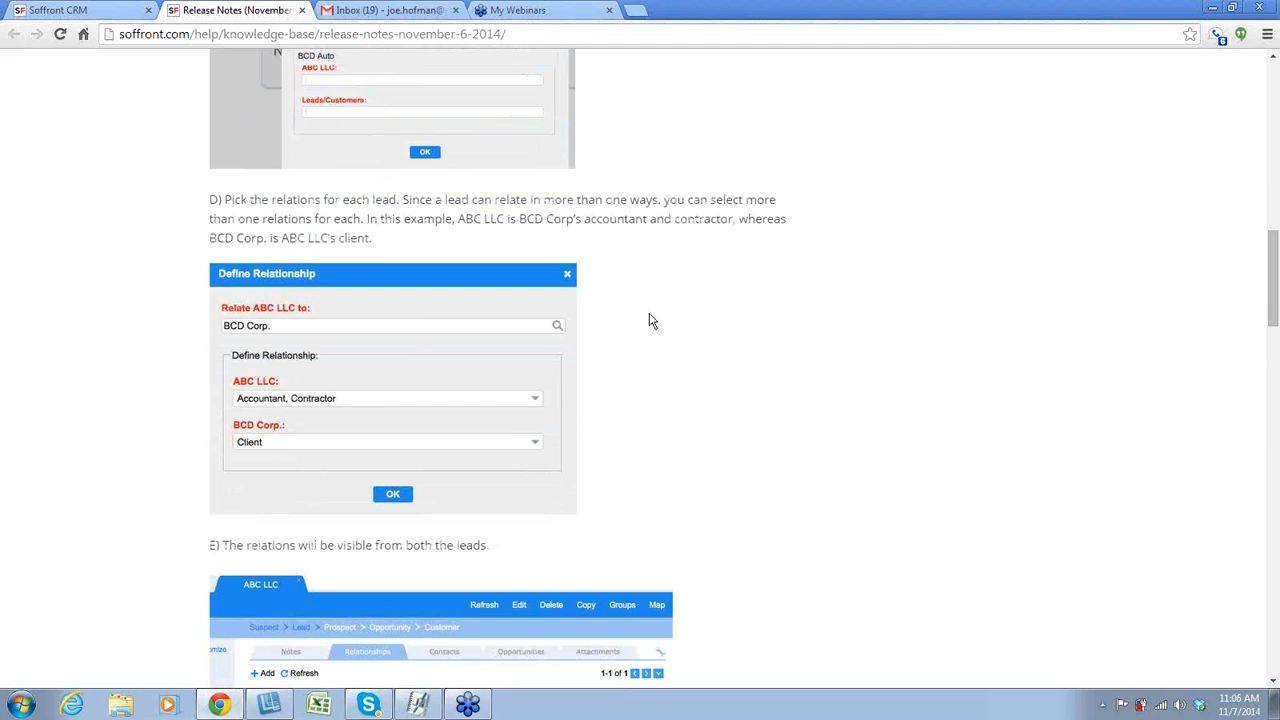 Soffront CRM
Release Notes (November
Inbox (19) - joe.hofman@
My Webinars
soffront.com/help/knowledge-base/release-notes-november-6-2014/
6
BCD Auto
ABC LLC:
Leads/Customers:
OK
D) Pick the relations for each lead. Since a lead can relate in more than one ways, you can select more
than one relations for each. In this example, ABC LLC is BCD Corp's accountant and contractor, whereas
BCD Corp. is ABC LLC's client.
Define Relationship
Relate ABC LLC to:
BCD Corp.
Define Relationship:
ABC LLC:
Accountant, Contractor
BCD Corp.:
Client
OK
E) The relations will be visible from both the leads.
ABC LLC
Refresh Edit Delete Copy Groups Map
Suspect > Lead > Prospect > Opportunity > Customer
Notes Relationships Contacts Opportunities Attachments
+ Add Refresh 1-1 of 1
11:06 AM
11/7/2014